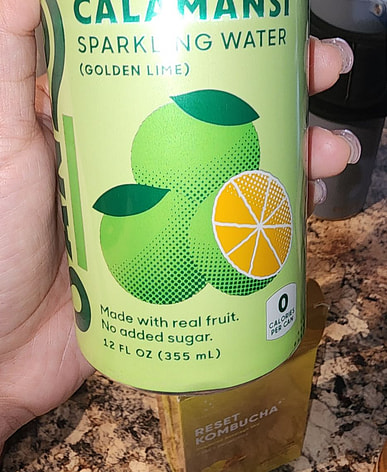 CALAMANSI
SPARKLING WATER
(GOLDEN LIME)
Made with real fruit.
No added sugar.
12 FL OZ (355 mL)
0
CALORIES
PER CAN
RESET
KOMBUCHA